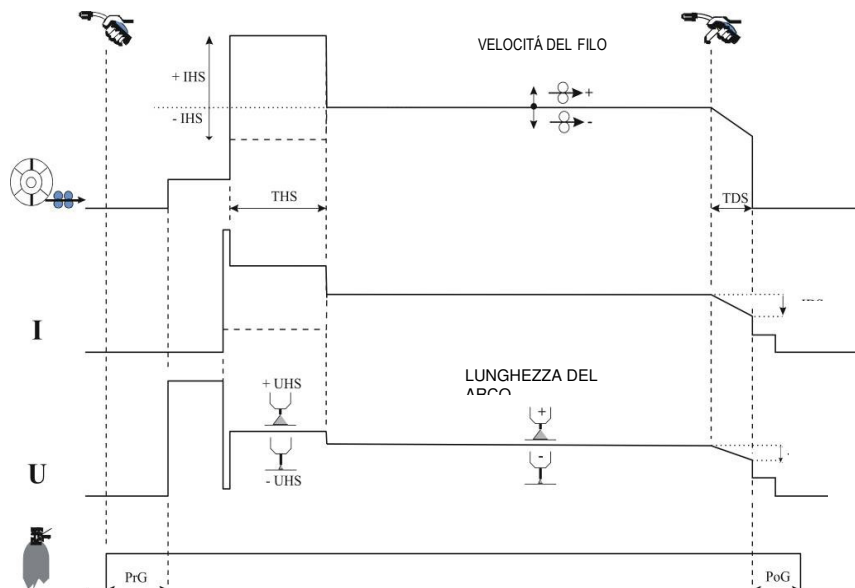 VELOCITÁ DEL FILO
+ IHS
- IHS
+
-
THS
TDS
I
LUNGHEZZA DEL
+ UHS
+
-
- UHS
U
PrG
PoG